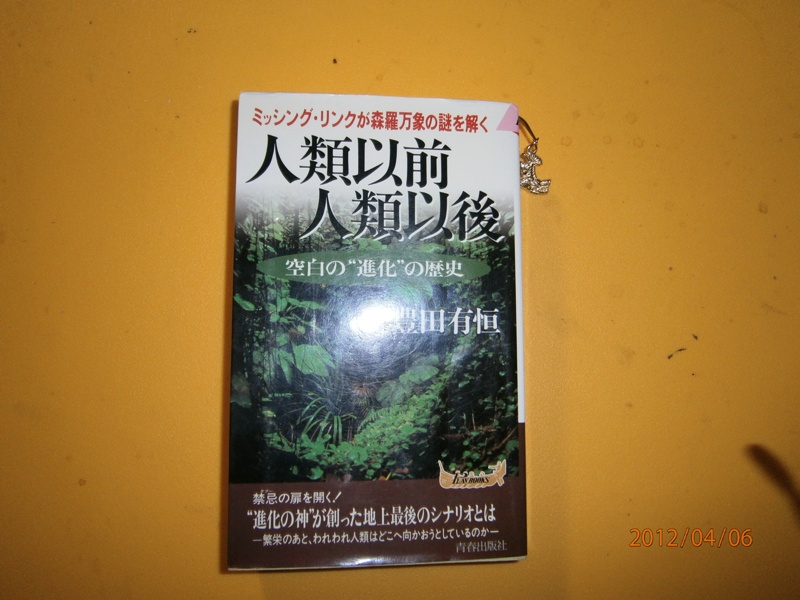 ミッシング・リンクが森羅万象の謎を解く
人類以前
人類以後
空白の“進化”の歴史
豊田有恒
PLAY BOOKS
禁忌の扉を開く!
“進化の神”が創った地上最後のシナリオとは
—繁栄のあと、われわれ人類はどこへ向かおうとしているのか—
青春出版社
2012/04/06